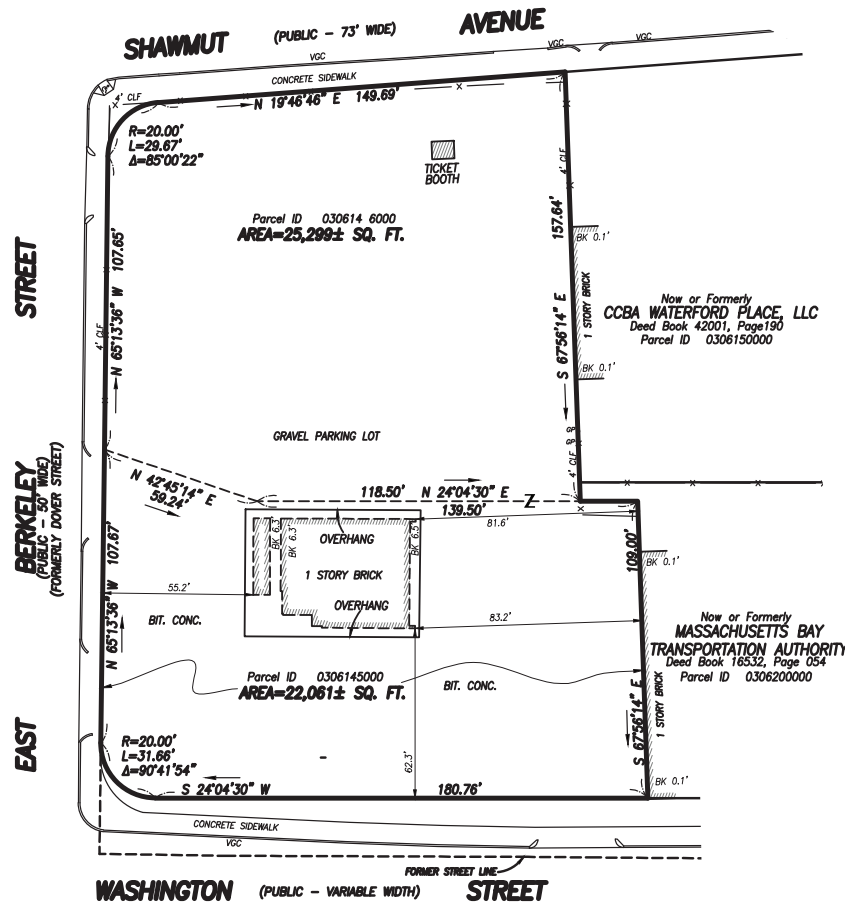 SHAWMUT (PUBLIC - 73' WIDE) AVENUE
VGC
VGC
VGC
CONCRETE SIDEWALK
4' CLF
N 19°46'46" E 149.69'
R=20.00'
L=29.67'
Δ=85°00'22"
TICKET
BOOTH
4' CLF
Parcel ID 030614 6000
AREA=25,299± SQ. FT.
157.64'
S 67°56'14" E
BK 0.1'
1 STORY BRICK
BK 0.1'
Now or Formerly
CCBA WATERFORD PLACE, LLC
Deed Book 42001, Page190
Parcel ID 0306150000
STREET
N 65°13'36" W 107.65'
4' CLF
GRAVEL PARKING LOT
GP
GP
4' CLF
BERKELEY
(PUBLIC - 50' WIDE)
(FORMERLY DOVER STREET)
N 42°45'14" E
59.24'
118.50' N 24°04'30" E
139.50'
Z
81.6'
BK 6.3'
BK 6.3'
BK 6.5'
OVERHANG
1 STORY BRICK
OVERHANG
109.00'
BK 0.1'
N 65°13'36" W 107.67'
55.2'
83.2'
BIT. CONC.
Now or Formerly
MASSACHUSETTS BAY
TRANSPORTATION AUTHORITY
Deed Book 16532, Page 054
Parcel ID 0306200000
Parcel ID 0306145000
AREA=22,061± SQ. FT.
BIT. CONC.
S 67°56'14" E
1 STORY BRICK
BK 0.1'
EAST
R=20.00'
L=31.66'
Δ=90°41'54"
62.3'
S 24°04'30" W 180.76'
CONCRETE SIDEWALK
VGC
FORMER STREET LINE
WASHINGTON (PUBLIC - VARIABLE WIDTH) STREET